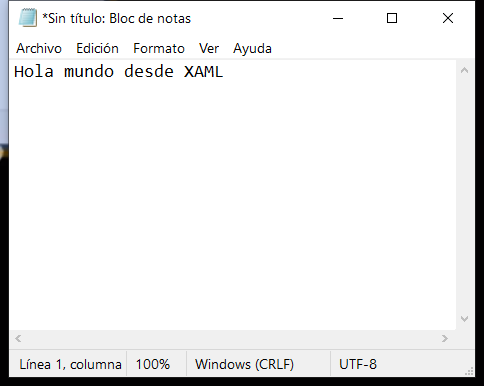 *Sin título: Bloc de notas
Archivo Edición Formato Ver Ayuda
Hola mundo desde XAML
Línea 1, columna 100% Windows (CRLF) UTF-8